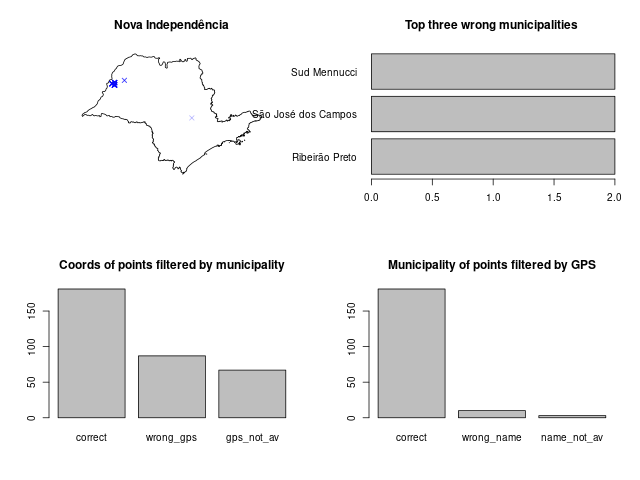 Nova Independência
Top three wrong municipalities
Sud Mennucci
São José dos Campos
Ribeirão Preto
0.0 0.5 1.0 1.5 2.0
Coords of points filtered by municipality
150
100
50
0
correct wrong_gps gps_not_av
Municipality of points filtered by GPS
150
100
50
0
correct wrong_name name_not_av